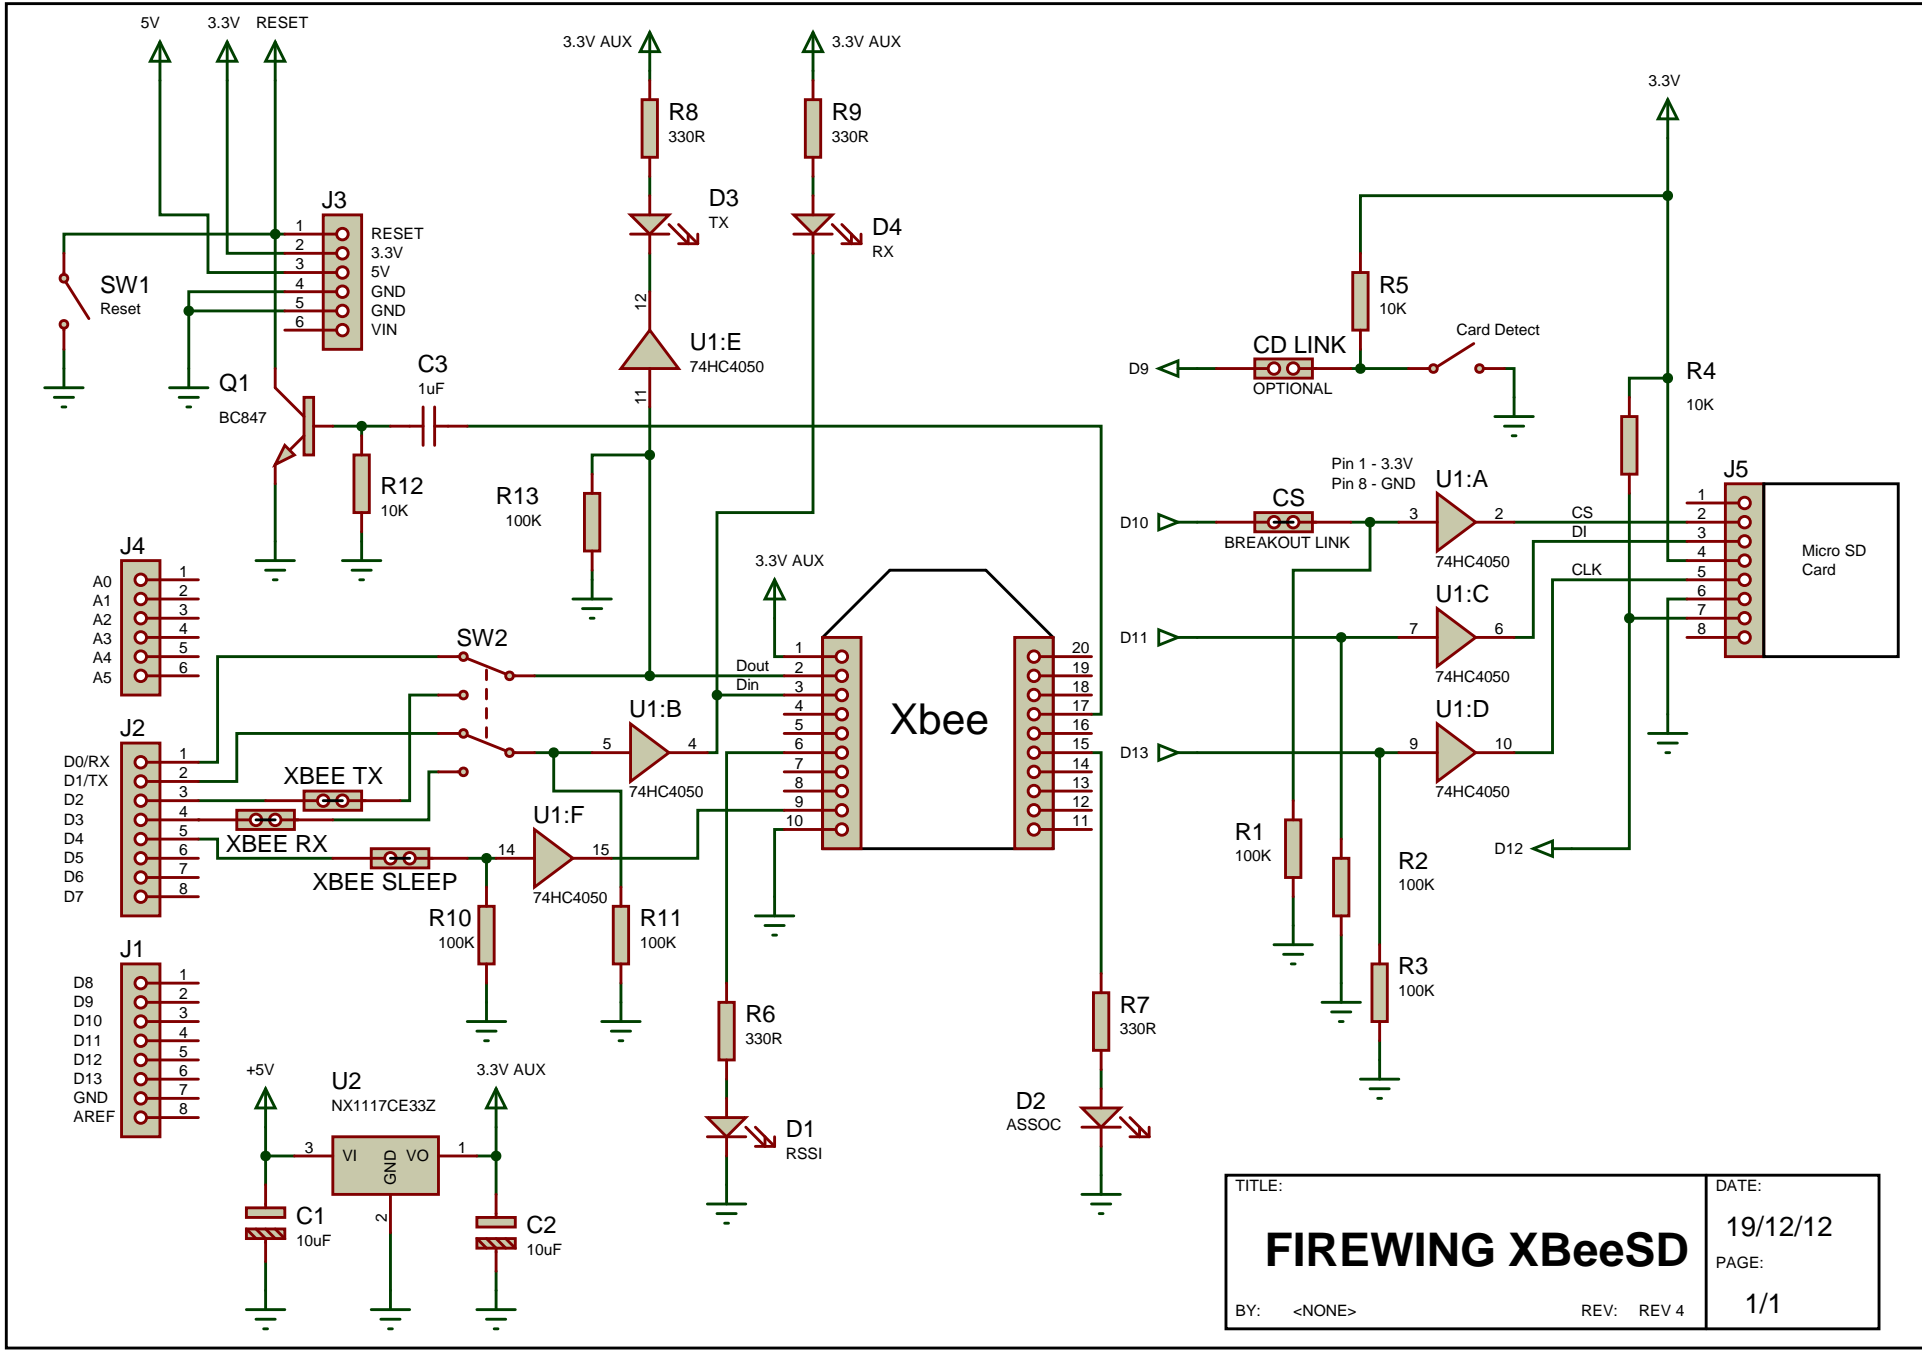 5V
3.3V
RESET
3.3V AUX
3.3V AUX
3.3V
R8
330R
R9
330R
D3
TX
D4
RX
J3
1 RESET
2 3.3V
3 5V
4 GND
5 GND
6 VIN
SW1
Reset
12
U1:E
74HC4050
11
C3
1uF
Q1
BC847
R12
10K
R13
100K
R5
10K
CD LINK
OPTIONAL
Card Detect
D9
R4
10K
Pin 1 - 3.3V
Pin 8 - GND
U1:A
CS
D10
BREAKOUT LINK
3
2
74HC4050
CS
DI
CLK
J5
1
2
3
4
5
6
7
8
Micro SD
Card
U1:C
D11
7
6
74HC4050
U1:D
D13
9
10
74HC4050
R1
100K
R2
100K
R3
100K
D12
J4
A0 1
A1 2
A2 3
A3 4
A4 5
A5 6
SW2
3.3V AUX
Dout
Din
Xbee
1
2
3
4
5
6
7
8
9
10
20
19
18
17
16
15
14
13
12
11
U1:B
5
4
74HC4050
J2
D0/RX 1
D1/TX 2
D2 3
D3 4
D4 5
D5 6
D6 7
D7 8
XBEE TX
XBEE RX
XBEE SLEEP
U1:F
14
15
74HC4050
R10
100K
R11
100K
J1
D8 1
D9 2
D10 3
D11 4
D12 5
D13 6
GND 7
AREF 8
R6
330R
D1
RSSI
R7
330R
D2
ASSOC
+5V
U2
NX1117CE33Z
3.3V AUX
3
VI
GND
VO
1
2
C1
10uF
C2
10uF
TITLE:
FIREWING XBeeSD
BY: <NONE>
REV: REV 4
DATE:
19/12/12
PAGE:
1/1